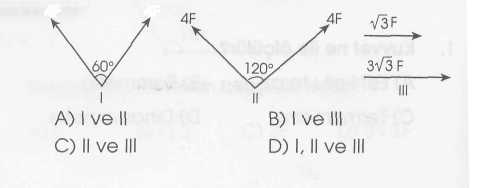 4F 4F √3 F
60° 120° 3√3 F
I II III
A) I ve II B) I ve III
C) II ve III D) I, II ve III